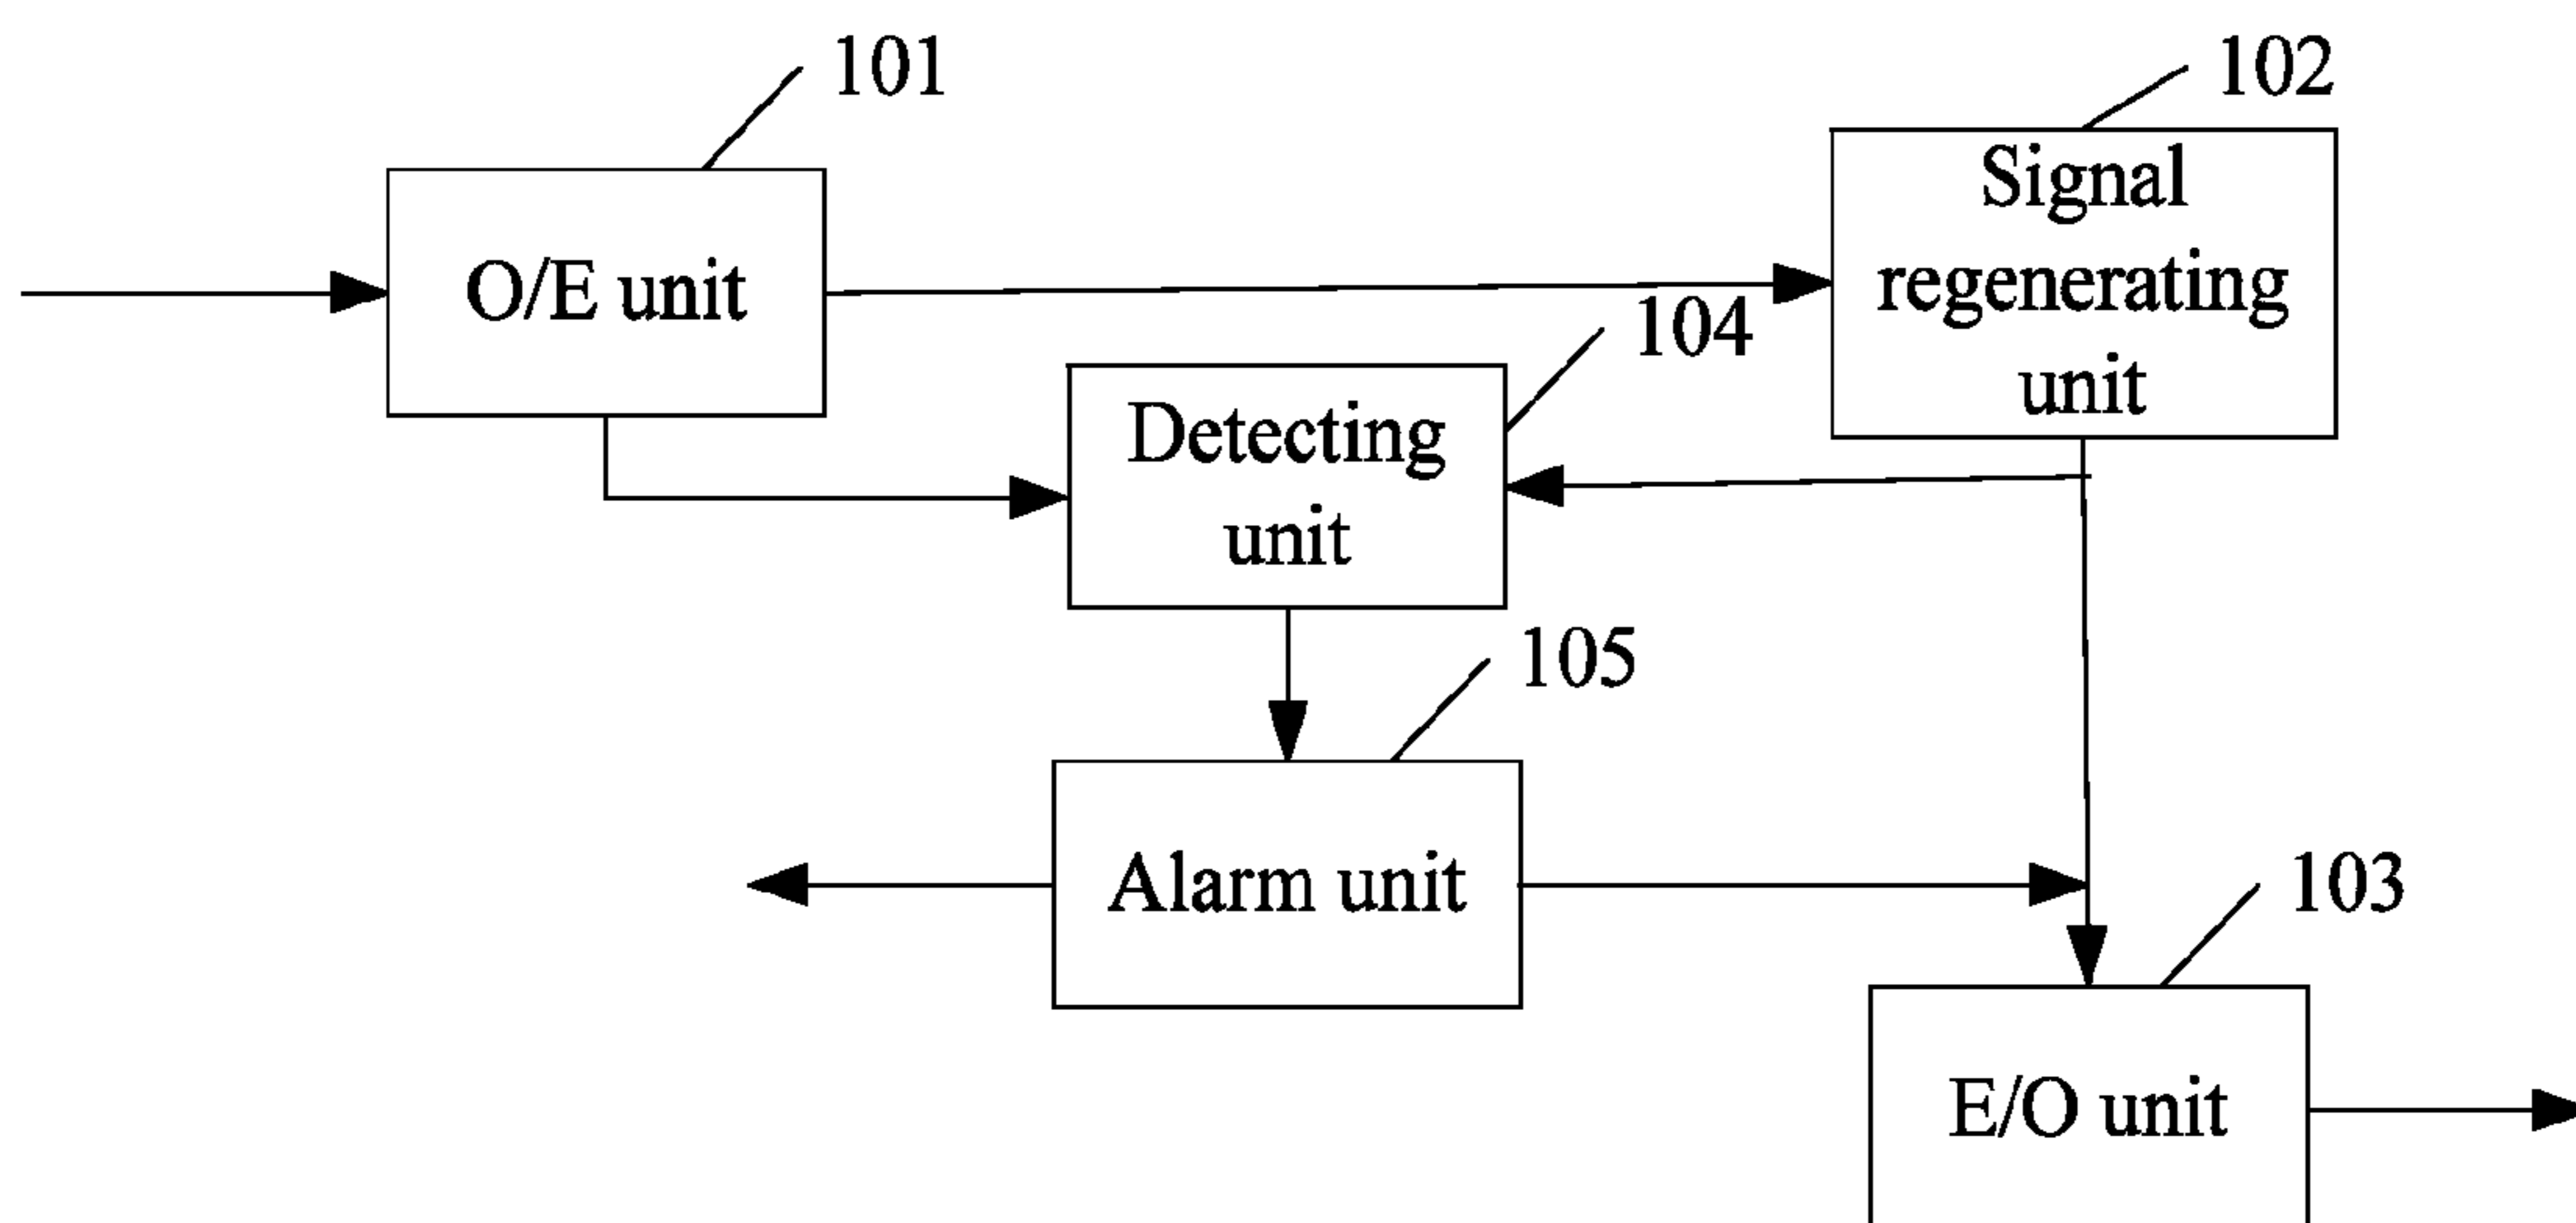 101
102
O/E unit
Signal
regenerating
unit
104
Detecting
unit
105
Alarm unit
103
E/O unit